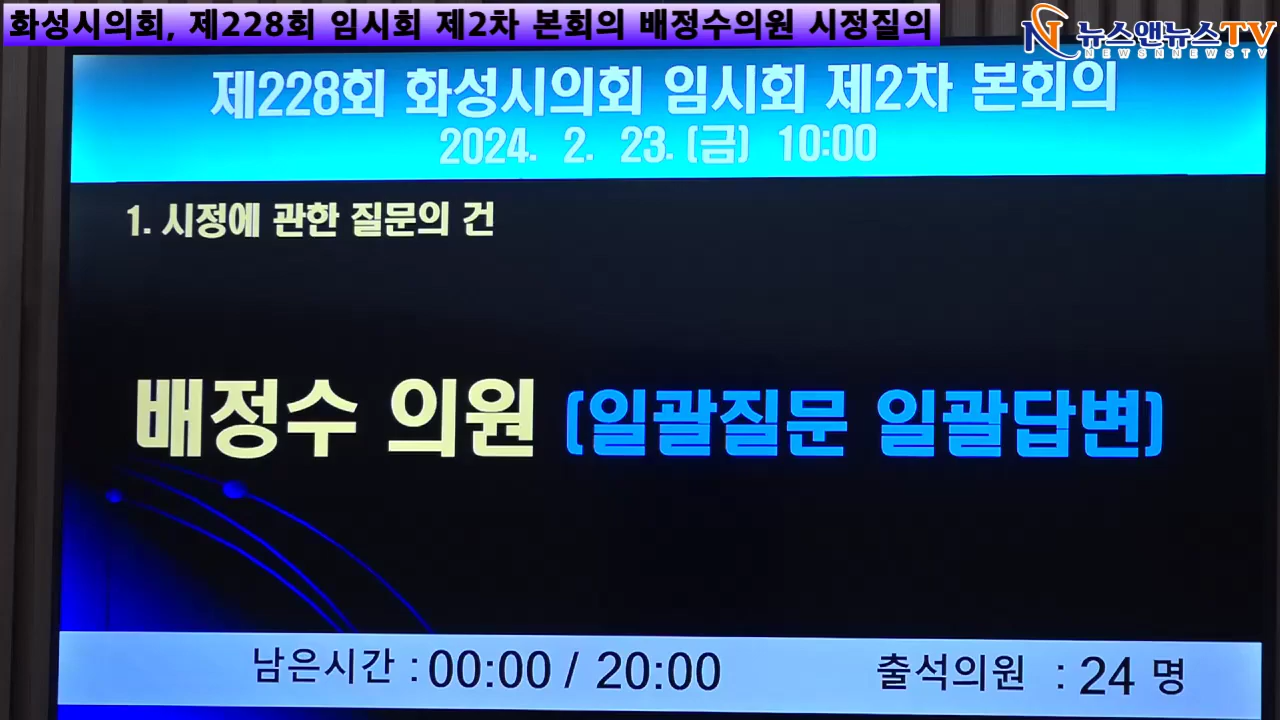 화성시의회, 제228회 임시회 제2차 본회의 배정수의원 시정질의
뉴스앤뉴스TV
NEWSNNEWSTV
제228회 화성시의회 임시회 제2차 본회의
2024. 2. 23.(금) 10:00
1. 시정에 관한 질문의 건
배정수 의원 (일괄질문 일괄답변)
남은시간 : 00:00 / 20:00 출석의원 : 24 명